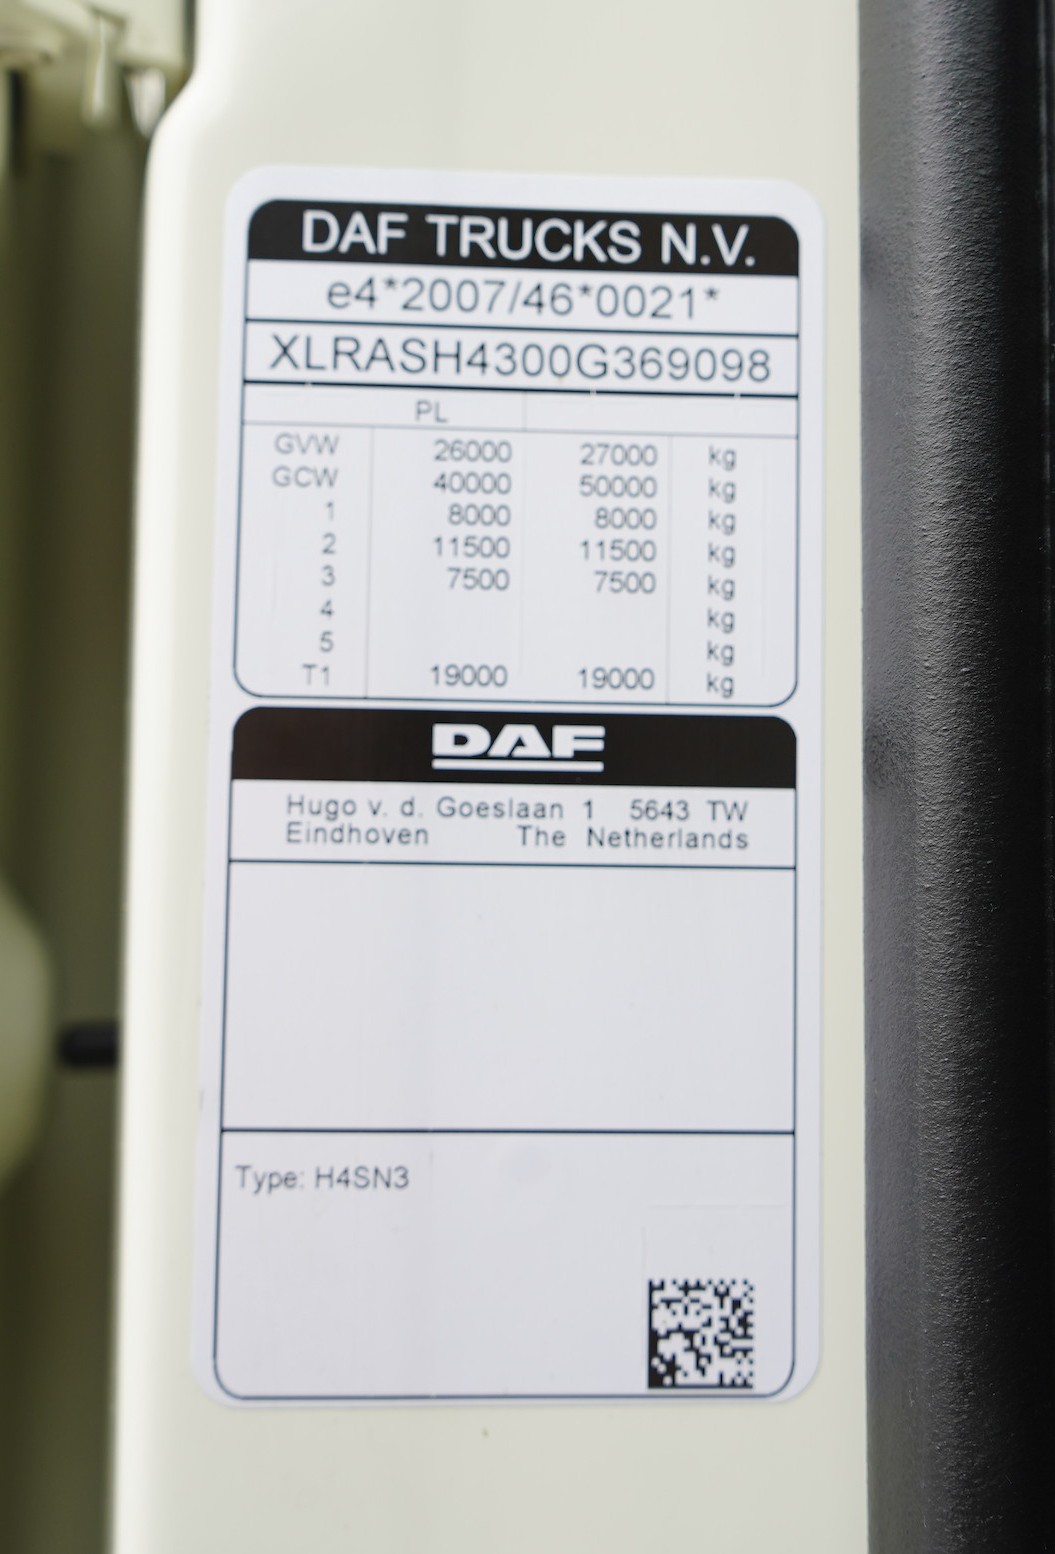 DAF TRUCKS N.V.
e4*2007/46*0021*
XLRASH4300G369098
PL
GVW 26000 27000 kg
GCW 40000 50000 kg
1 8000 8000 kg
2 11500 11500 kg
3 7500 7500 kg
4 kg
5 kg
T1 19000 19000 kg
DAF
Hugo v. d. Goeslaan 1 5643 TW
Eindhoven The Netherlands
Type: H4SN3